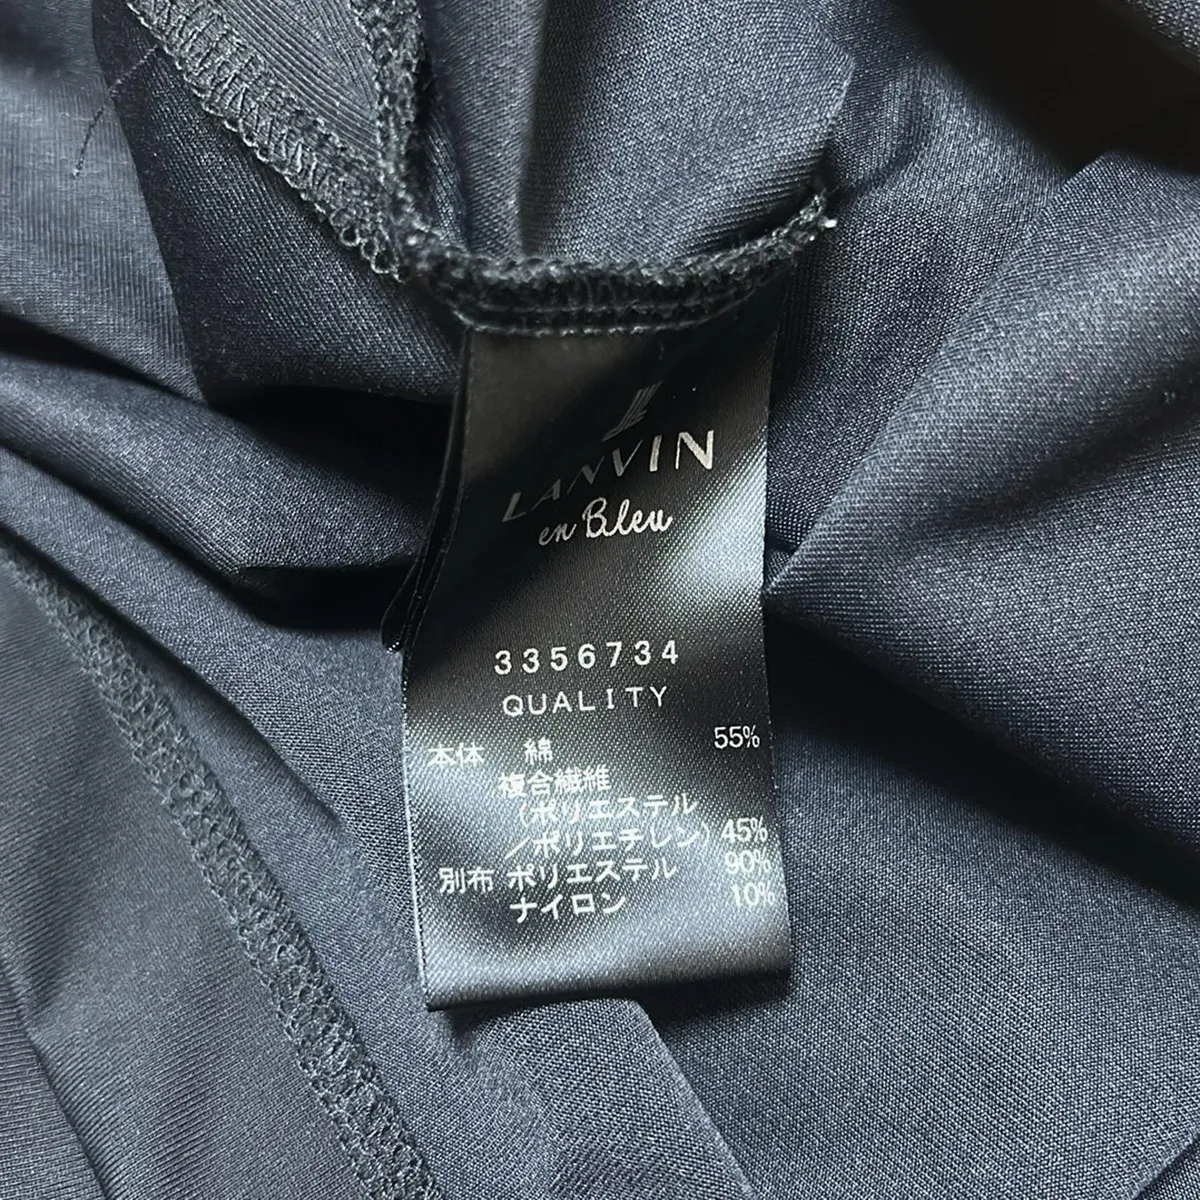 LANVIN
en Bleu
3356734
QUALITY
本体 綿 55%
複合繊維
(ポリエステル
/ポリエチレン) 45%
別布 ポリエステル 90%
ナイロン 10%